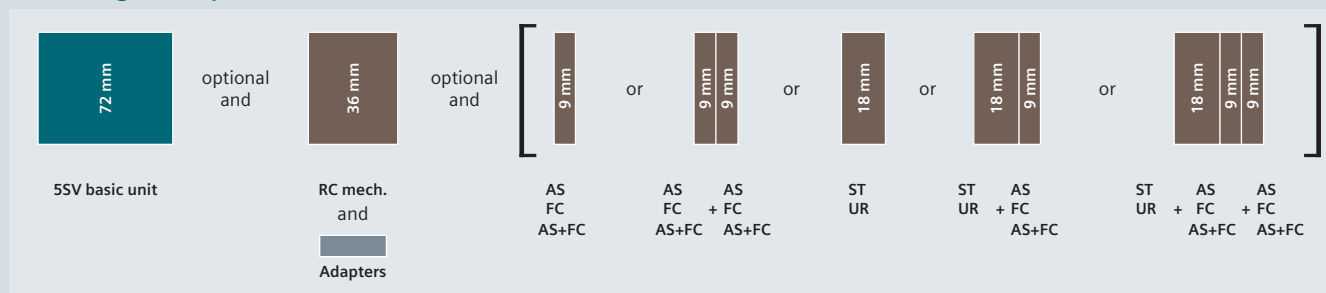 72 mm
optional
and
36 mm
optional
and
[
9 mm
or
9 mm
9 mm
or
18 mm
or
18 mm
9 mm
or
18 mm
9 mm
9 mm
]
5SV basic unit
RC mech.
and
Adapters
AS
FC
AS+FC
AS AS
FC + FC
AS+FC AS+FC
ST
UR
ST AS
UR + FC
AS+FC
ST AS AS
UR + FC + FC
AS+FC AS+FC